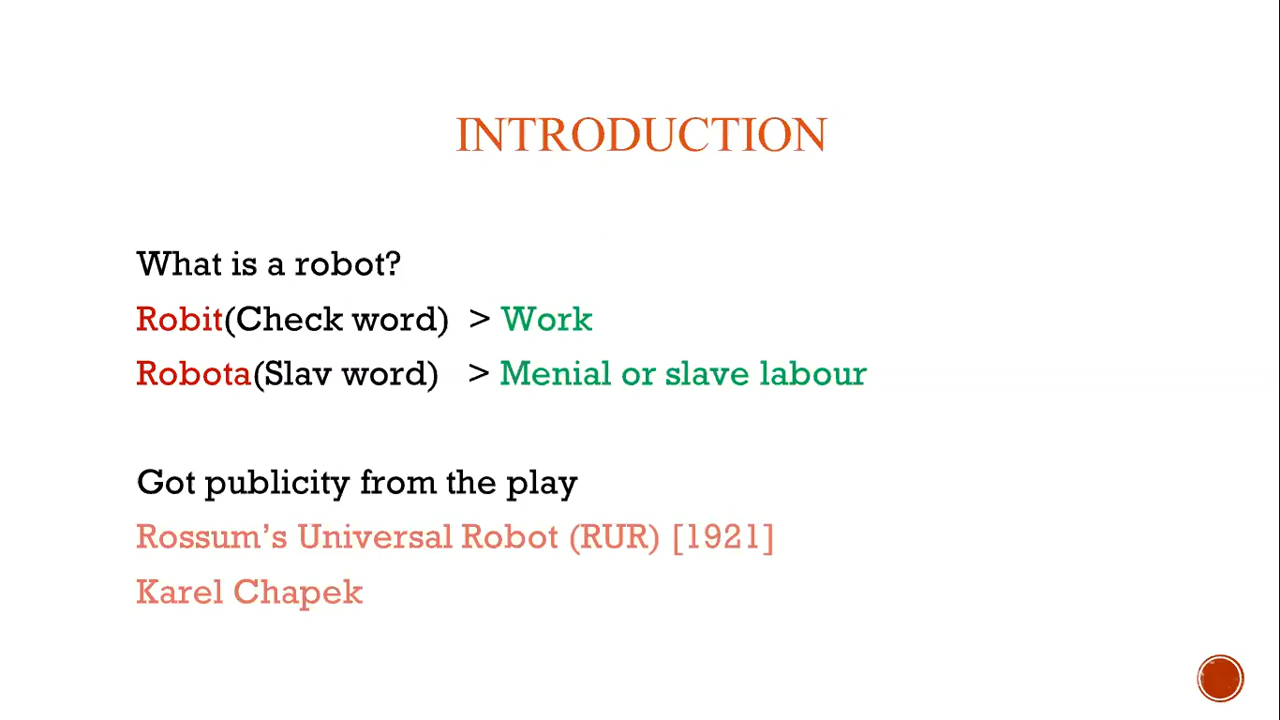 INTRODUCTION
What is a robot?
Robit(Check word) > Work
Robota(Slav word) > Menial or slave labour
Got publicity from the play
Rossum’s Universal Robot (RUR) [1921]
Karel Chapek